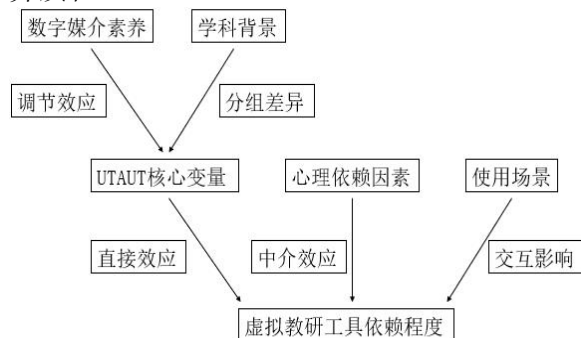 数字媒介素养 学科背景
调节效应 分组差异
UTAUT核心变量 心理依赖因素 使用场景
直接效应 中介效应 交互影响
虚拟教研工具依赖程度